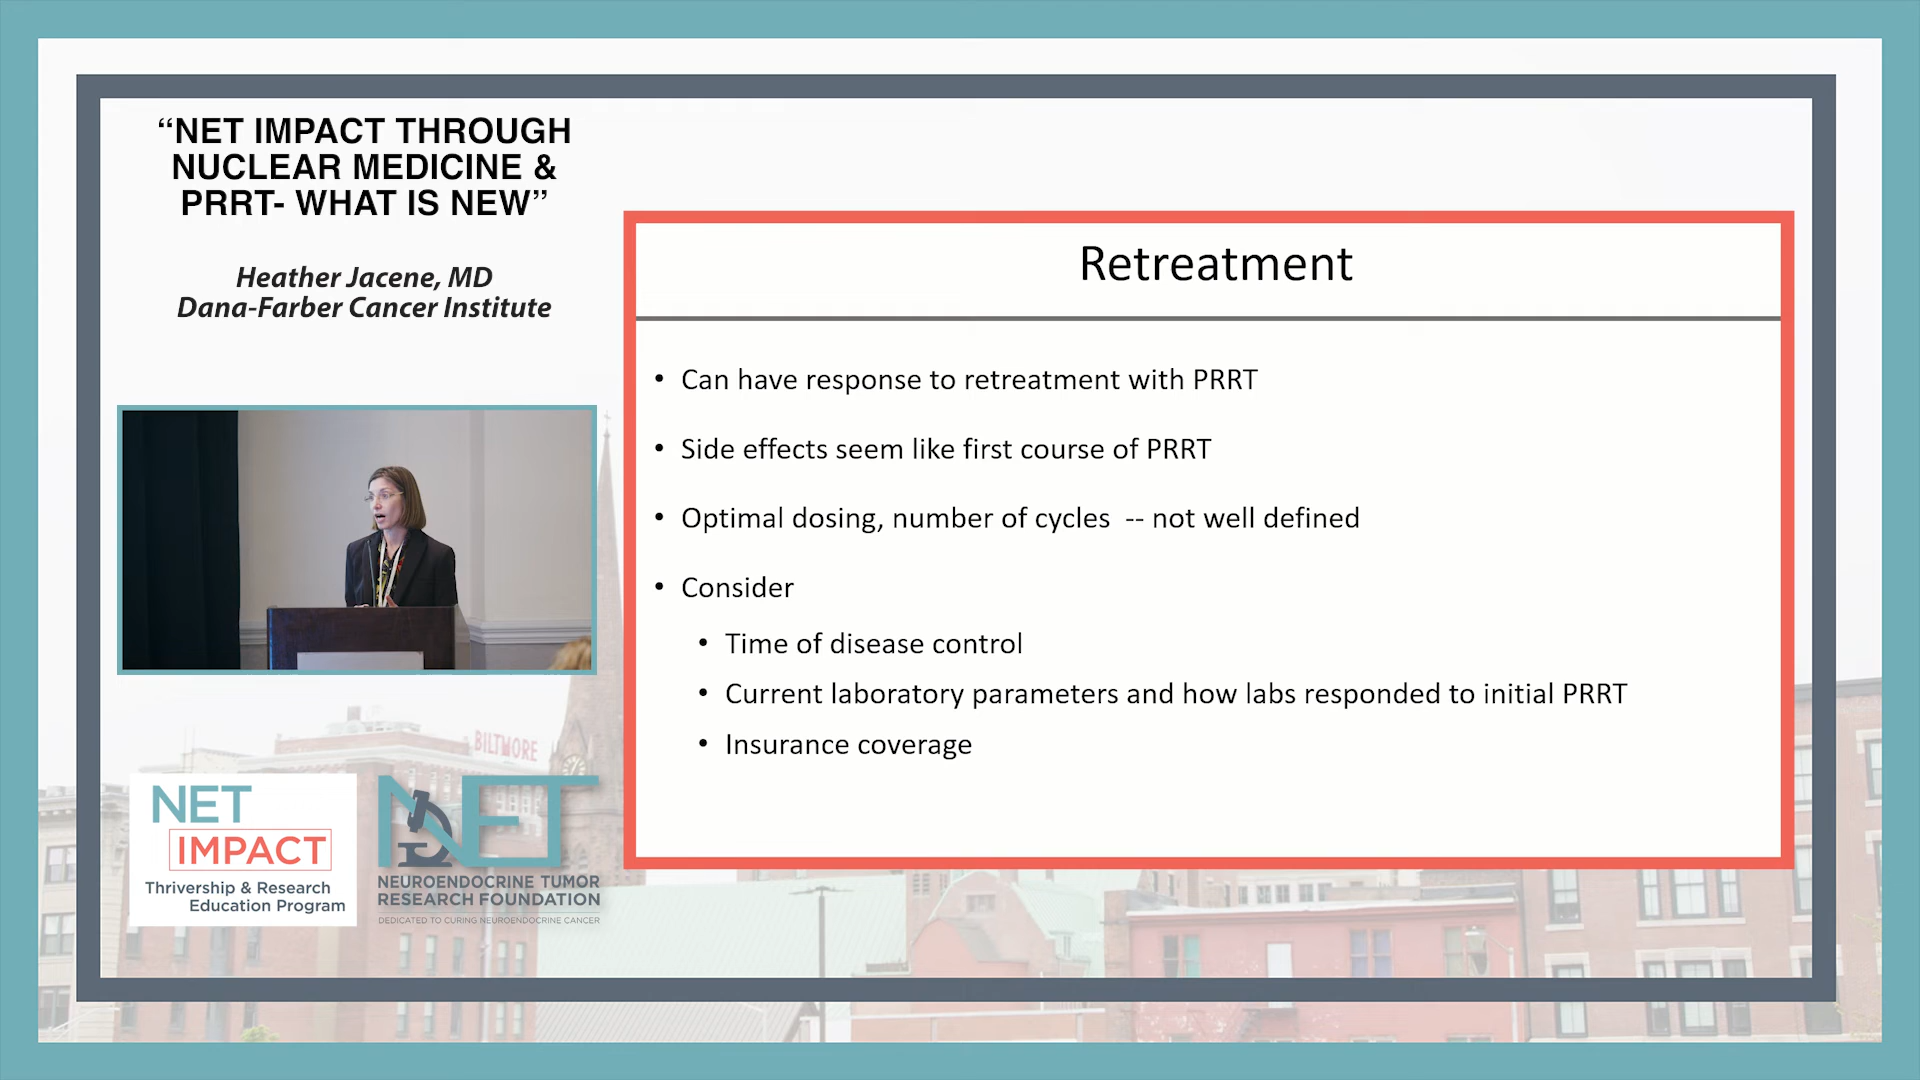 “NET IMPACT THROUGH
NUCLEAR MEDICINE &
PRRT- WHAT IS NEW”
Heather Jacene, MD
Dana-Farber Cancer Institute
Retreatment
• Can have response to retreatment with PRRT
• Side effects seem like first course of PRRT
• Optimal dosing, number of cycles -- not well defined
• Consider
• Time of disease control
• Current laboratory parameters and how labs responded to initial PRRT
• Insurance coverage
BILTMORE
NET
IMPACT
Thrivership & Research
Education Program
NET
NEUROENDOCRINE TUMOR
RESEARCH FOUNDATION
DEDICATED TO CURING NEUROENDOCRINE CANCER